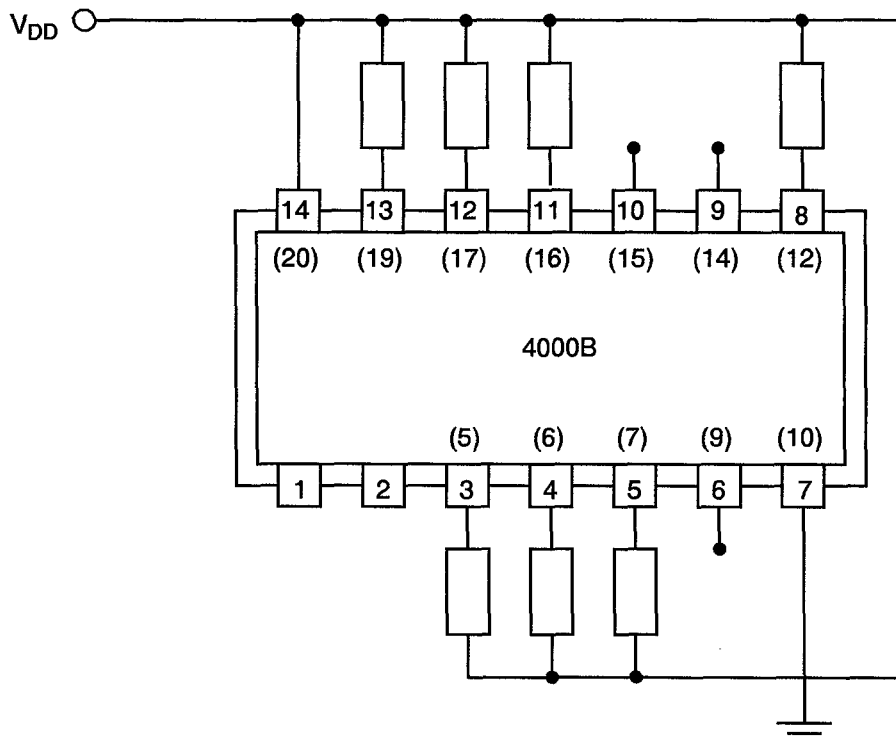 VDD
14 13 12 11 10 9 8
(20) (19) (17) (16) (15) (14) (12)
4000B
(5) (6) (7) (9) (10)
1 2 3 4 5 6 7